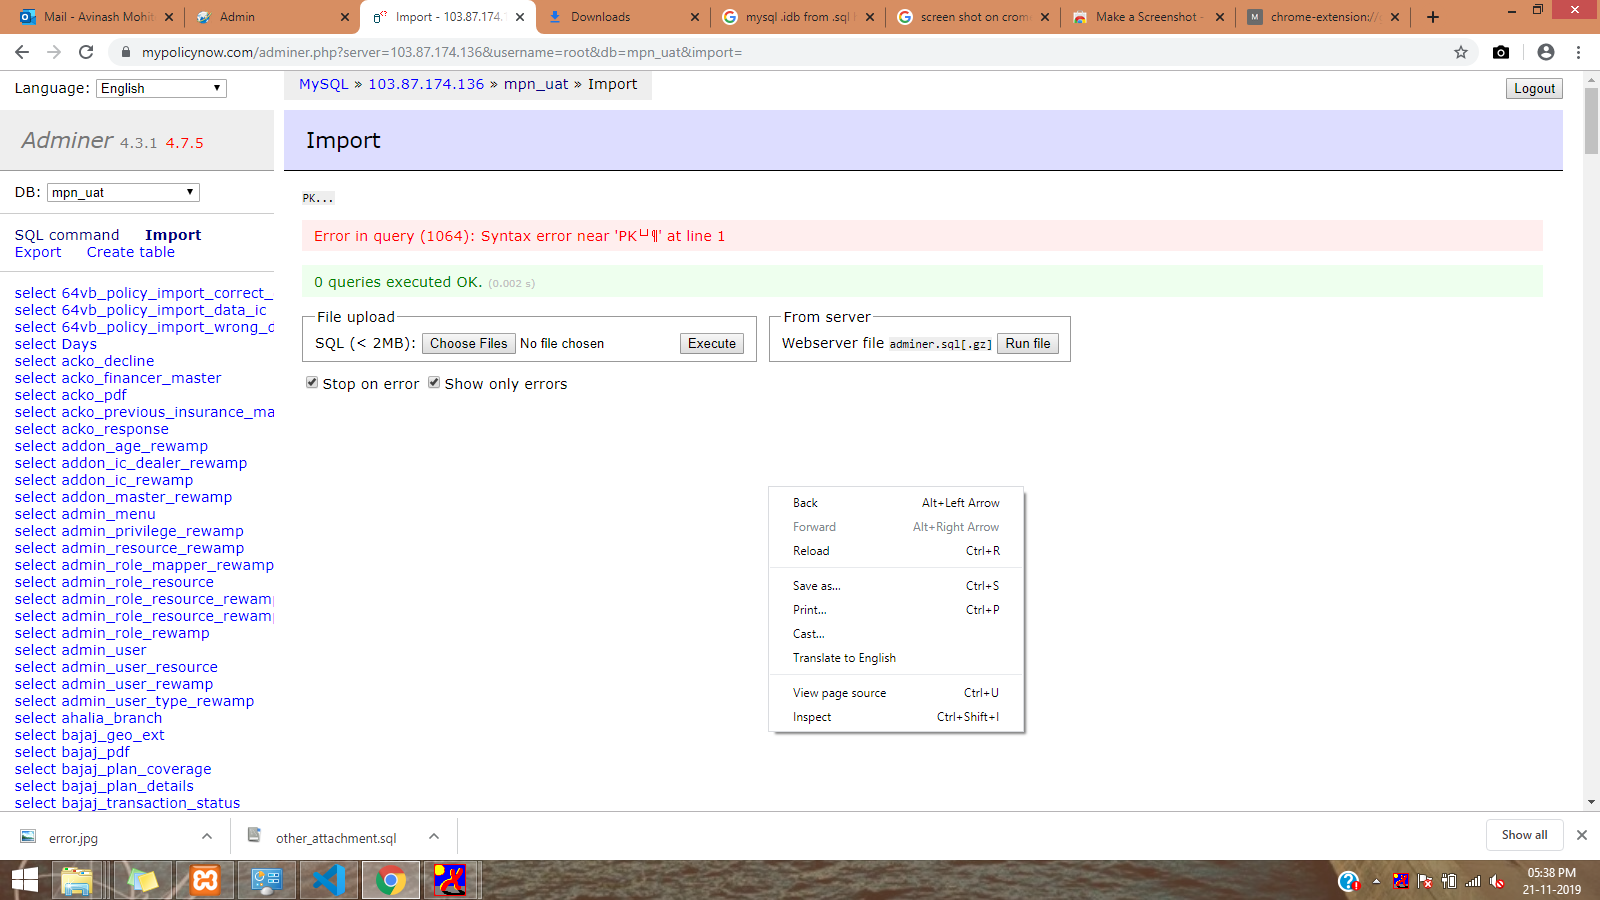 Mail - Avinash Mohit
Admin
Import - 103.87.174.
Downloads
mysql .idb from .sql
screen shot on crom
Make a Screenshot -
chrome-extension://
mypolicynow.com/adminer.php?server=103.87.174.136&username=root&db=mpn_uat&import=
Language: English
MySQL » 103.87.174.136 » mpn_uat » Import
Logout
Adminer 4.3.1 4.7.5
Import
DB: mpn_uat
PK...
SQL command Import
Export Create table
Error in query (1064): Syntax error near 'PK└¶' at line 1
0 queries executed OK. (0.002 s)
File upload
SQL (< 2MB): Choose Files No file chosen Execute
From server
Webserver file adminer.sql[.gz] Run file
Stop on error Show only errors
select 64vb_policy_import_correct_
select 64vb_policy_import_data_ic
select 64vb_policy_import_wrong_d
select Days
select acko_decline
select acko_financer_master
select acko_pdf
select acko_previous_insurance_ma
select acko_response
select addon_age_rewamp
select addon_ic_dealer_rewamp
select addon_ic_rewamp
select addon_master_rewamp
select admin_menu
select admin_privilege_rewamp
select admin_resource_rewamp
select admin_role_mapper_rewamp
select admin_role_resource
select admin_role_resource_rewam
select admin_role_resource_rewam
select admin_role_rewamp
select admin_user
select admin_user_resource
select admin_user_rewamp
select admin_user_type_rewamp
select ahalia_branch
select bajaj_geo_ext
select bajaj_pdf
select bajaj_plan_coverage
select bajaj_plan_details
select bajaj_transaction_status
Back Alt+Left Arrow
Forward Alt+Right Arrow
Reload Ctrl+R
Save as... Ctrl+S
Print... Ctrl+P
Cast...
Translate to English
View page source Ctrl+U
Inspect Ctrl+Shift+I
error.jpg
other_attachment.sql
Show all
05:38 PM
21-11-2019